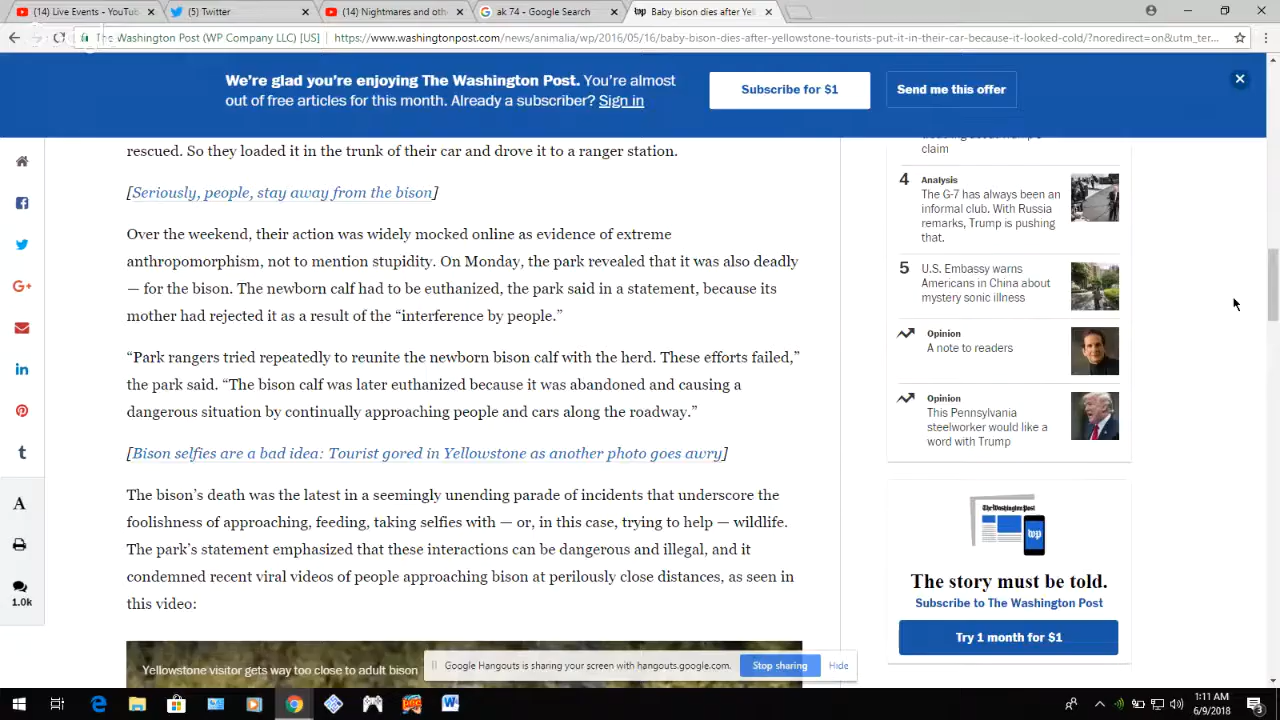 (14) Live Events - YouTub
(5) Twitter
(14) Nightmares and oth
ak 74 - Google Search
wp Baby bison dies after Yel
The Washington Post (WP Company LLC) [US]
https://www.washingtonpost.com/news/animalia/wp/2016/05/16/baby-bison-dies-after-yellowstone-tourists-put-it-in-their-car-because-it-looked-cold/?noredirect=on&utm_ter...
We're glad you're enjoying The Washington Post. You're almost
out of free articles for this month. Already a subscriber? Sign in
Subscribe for $1
Send me this offer
rescued. So they loaded it in the trunk of their car and drove it to a ranger station.
[Seriously, people, stay away from the bison]
Over the weekend, their action was widely mocked online as evidence of extreme
anthropomorphism, not to mention stupidity. On Monday, the park revealed that it was also deadly
— for the bison. The newborn calf had to be euthanized, the park said in a statement, because its
mother had rejected it as a result of the “interference by people.”
“Park rangers tried repeatedly to reunite the newborn bison calf with the herd. These efforts failed,”
the park said. “The bison calf was later euthanized because it was abandoned and causing a
dangerous situation by continually approaching people and cars along the roadway.”
[Bison selfies are a bad idea: Tourist gored in Yellowstone as another photo goes awry]
The bison’s death was the latest in a seemingly unending parade of incidents that underscore the
foolishness of approaching, feeding, taking selfies with — or, in this case, trying to help — wildlife.
The park’s statement emphasized that these interactions can be dangerous and illegal, and it
condemned recent viral videos of people approaching bison at perilously close distances, as seen in
this video:
Yellowstone visitor gets way too close to adult bison
claim
4 Analysis
The G-7 has always been an
informal club. With Russia
remarks, Trump is pushing
that.
5 U.S. Embassy warns
Americans in China about
mystery sonic illness
Opinion
A note to readers
Opinion
This Pennsylvania
steelworker would like a
word with Trump
The Washington Post
wp
The story must be told.
Subscribe to The Washington Post
Try 1 month for $1
G+
in
t
A
1.0k
Google Hangouts is sharing your screen with hangouts.google.com.
Stop sharing
Hide
1:11 AM
6/9/2018
3